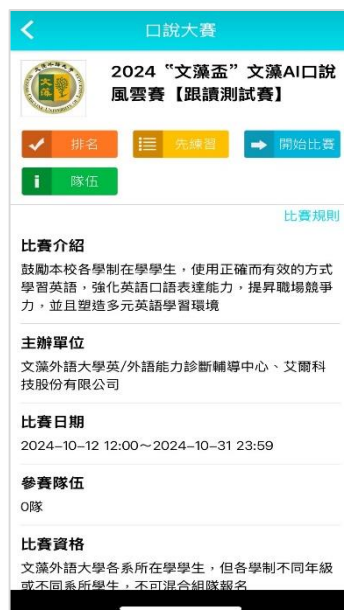 口說大賽
2024 “文藻盃” 文藻AI口說
風雲賽【跟讀測試賽】
排名
先練習
開始比賽
隊伍
比賽規則
比賽介紹
鼓勵本校各學制在學學生，使用正確而有效的方式
學習英語，強化英語口語表達能力，提昇職場競爭
力，並且塑造多元英語學習環境
主辦單位
文藻外語大學英/外語能力診斷輔導中心、艾爾科
技股份有限公司
比賽日期
2024-10-12 12:00～2024-10-31 23:59
參賽隊伍
0隊
比賽資格
文藻外語大學各系所在學學生，但各學制不同年級
或不同系所學生，不可混合組隊報名